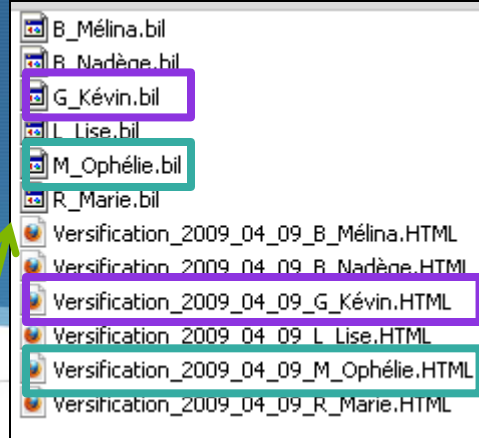 B_Mélina.bil
B_Nadège.bil
G_Kévin.bil
L_Lise.bil
M_Ophélie.bil
R_Marie.bil
Versification_2009_04_09_B_Mélina.HTML
Versification_2009_04_09_B_Nadège.HTML
Versification_2009_04_09_G_Kévin.HTML
Versification_2009_04_09_L_Lise.HTML
Versification_2009_04_09_M_Ophélie.HTML
Versification_2009_04_09_R_Marie.HTML